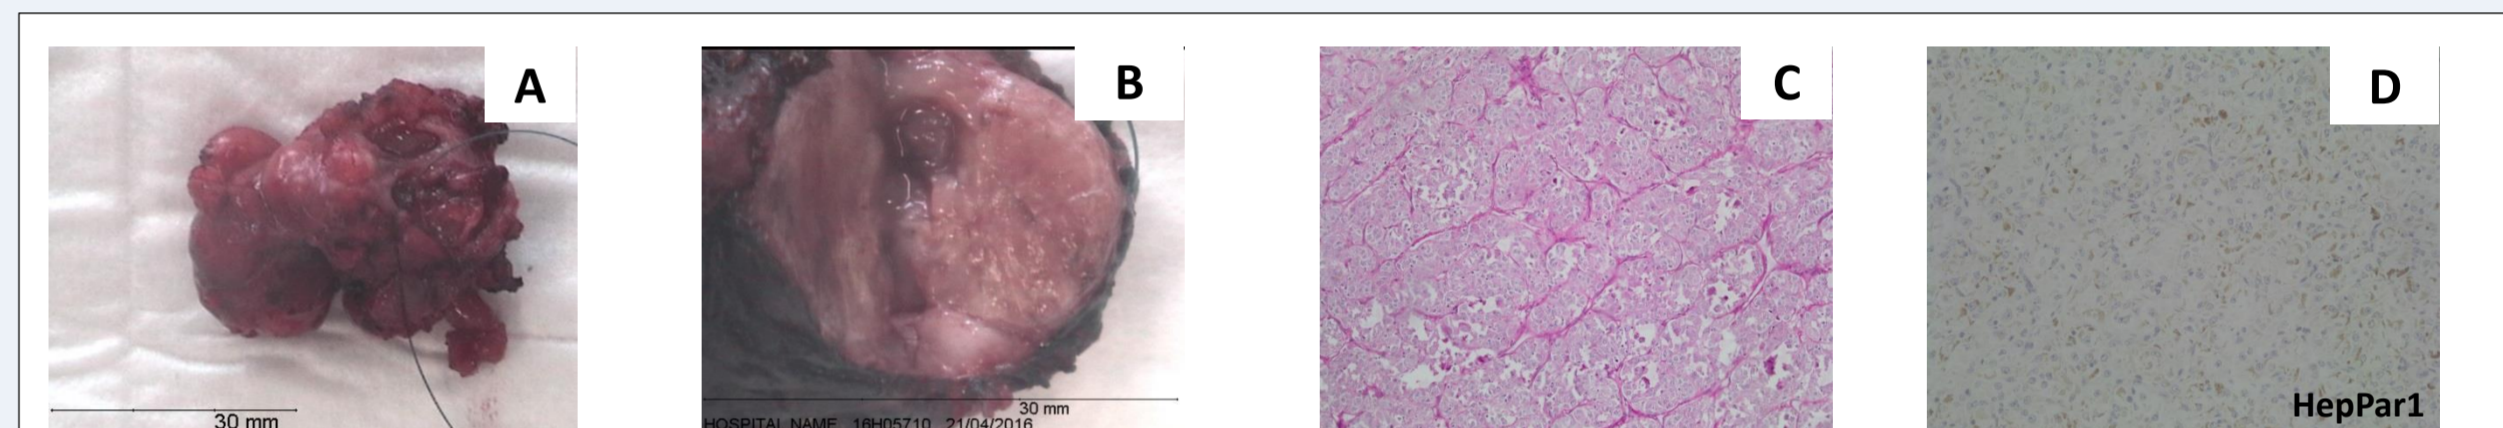 A
B
C
D
30 mm
30 mm
HOSPITAL NAME 16H05710 21/04/2016
HepPar1